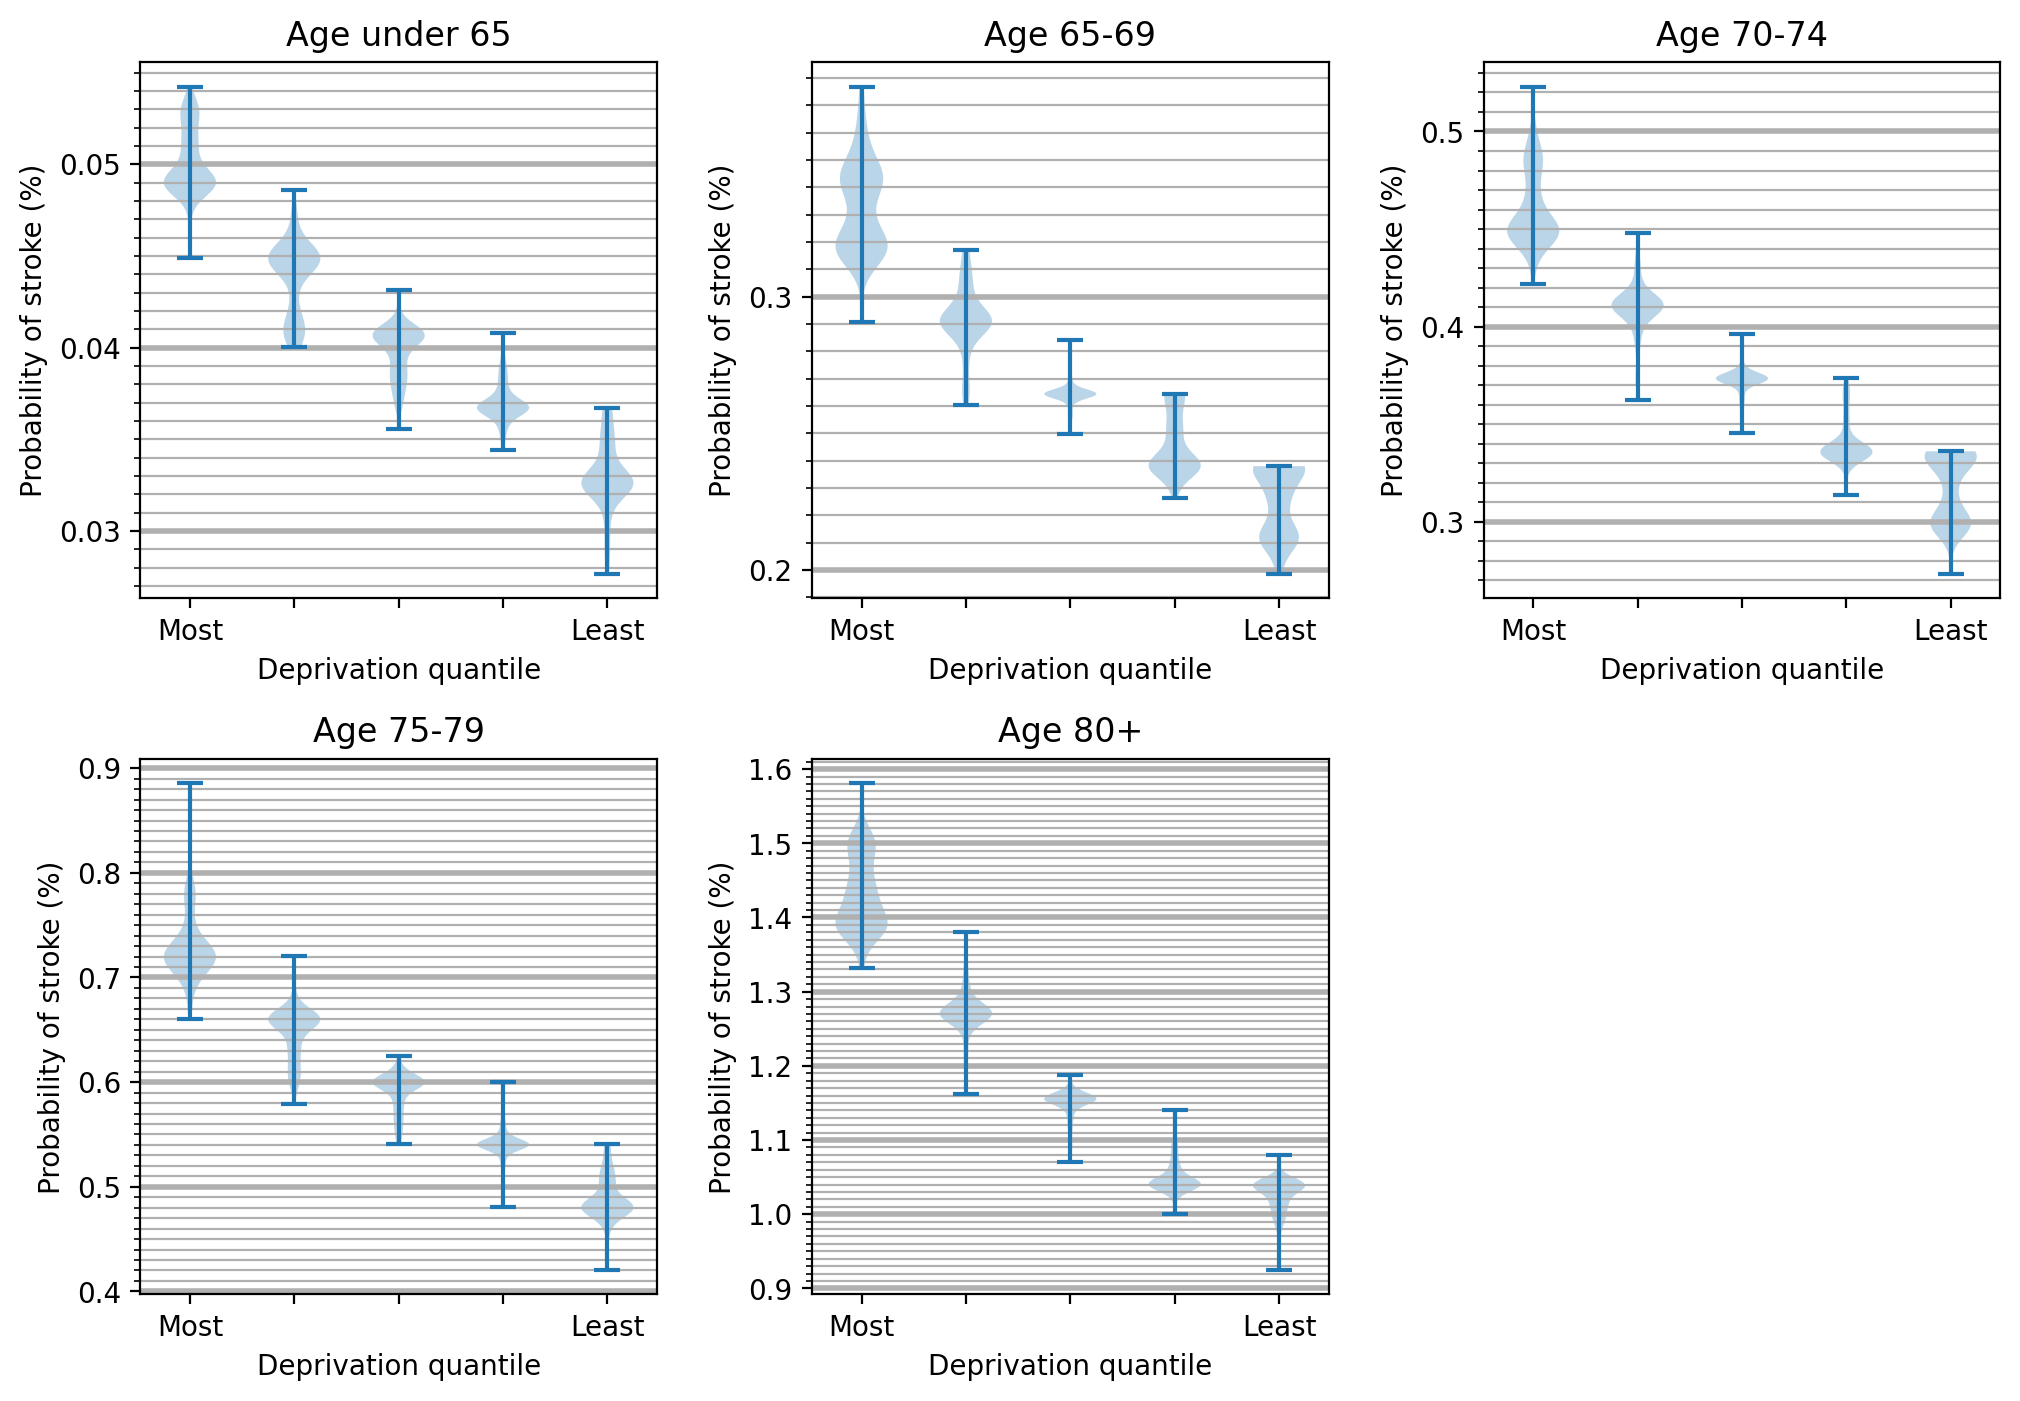 Age under 65
Age 65-69
Age 70-74
Probability of stroke (%)
0.05
0.04
0.03
Probability of stroke (%)
0.3
0.2
Probability of stroke (%)
0.5
0.4
0.3
Most
Least
Most
Least
Most
Least
Deprivation quantile
Deprivation quantile
Deprivation quantile
Age 75-79
Age 80+
Probability of stroke (%)
0.9
0.8
0.7
0.6
0.5
0.4
Probability of stroke (%)
1.6
1.5
1.4
1.3
1.2
1.1
1.0
0.9
Most
Least
Most
Least
Deprivation quantile
Deprivation quantile